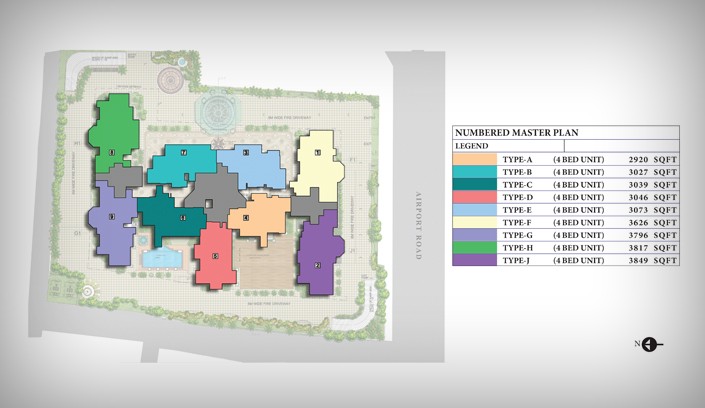 NUMBERED MASTER PLAN
LEGEND
TYPE-A (4 BED UNIT) 2920 SQFT
TYPE-B (4 BED UNIT) 3027 SQFT
TYPE-C (4 BED UNIT) 3039 SQFT
TYPE-D (4 BED UNIT) 3046 SQFT
TYPE-E (4 BED UNIT) 3073 SQFT
TYPE-F (4 BED UNIT) 3626 SQFT
TYPE-G (4 BED UNIT) 3796 SQFT
TYPE-H (4 BED UNIT) 3817 SQFT
TYPE-J (4 BED UNIT) 3849 SQFT
AIRPORT ROAD
N